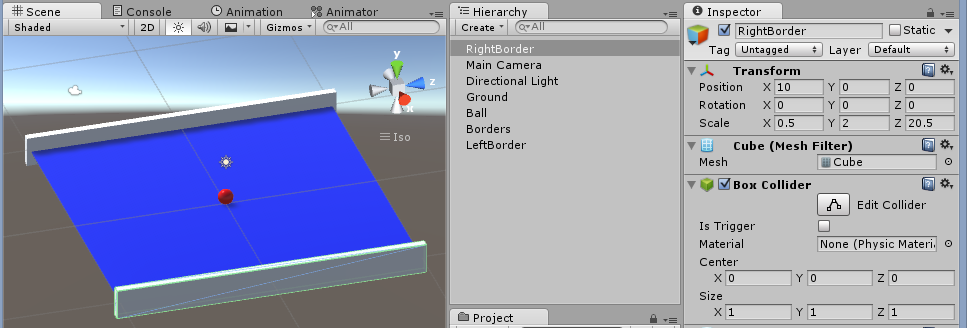 Scene Console Animation Animator
Shaded 2D Gizmos All
y
z
x
Iso
Hierarchy
Create All
RightBorder
Main Camera
Directional Light
Ground
Ball
Borders
LeftBorder
Project
Inspector
RightBorder Static
Tag Untagged Layer Default
Transform
Position X 10 Y 0 Z 0
Rotation X 0 Y 0 Z 0
Scale X 0.5 Y 2 Z 20.5
Cube (Mesh Filter)
Mesh Cube
Box Collider
Edit Collider
Is Trigger
Material None (Physic Materi
Center
X 0 Y 0 Z 0
Size
X 1 Y 1 Z 1